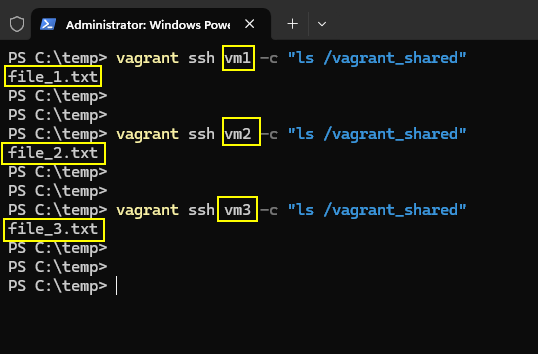 Administrator: Windows Powe
PS C:\temp> vagrant ssh vm1 -c "ls /vagrant_shared"
file_1.txt
PS C:\temp>
PS C:\temp>
PS C:\temp> vagrant ssh vm2 -c "ls /vagrant_shared"
file_2.txt
PS C:\temp>
PS C:\temp>
PS C:\temp> vagrant ssh vm3 -c "ls /vagrant_shared"
file_3.txt
PS C:\temp>
PS C:\temp>
PS C:\temp>